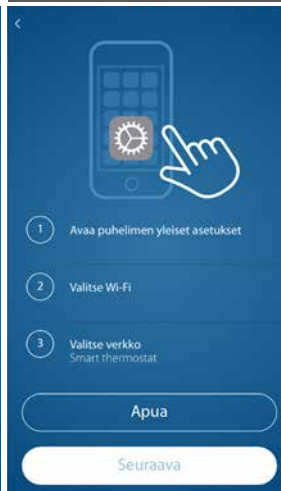 1 Avaa puhelimen yleiset asetukset
2 Valitse Wi-Fi
3 Valitse verkko
Smart thermostat
Apua
Seuraava